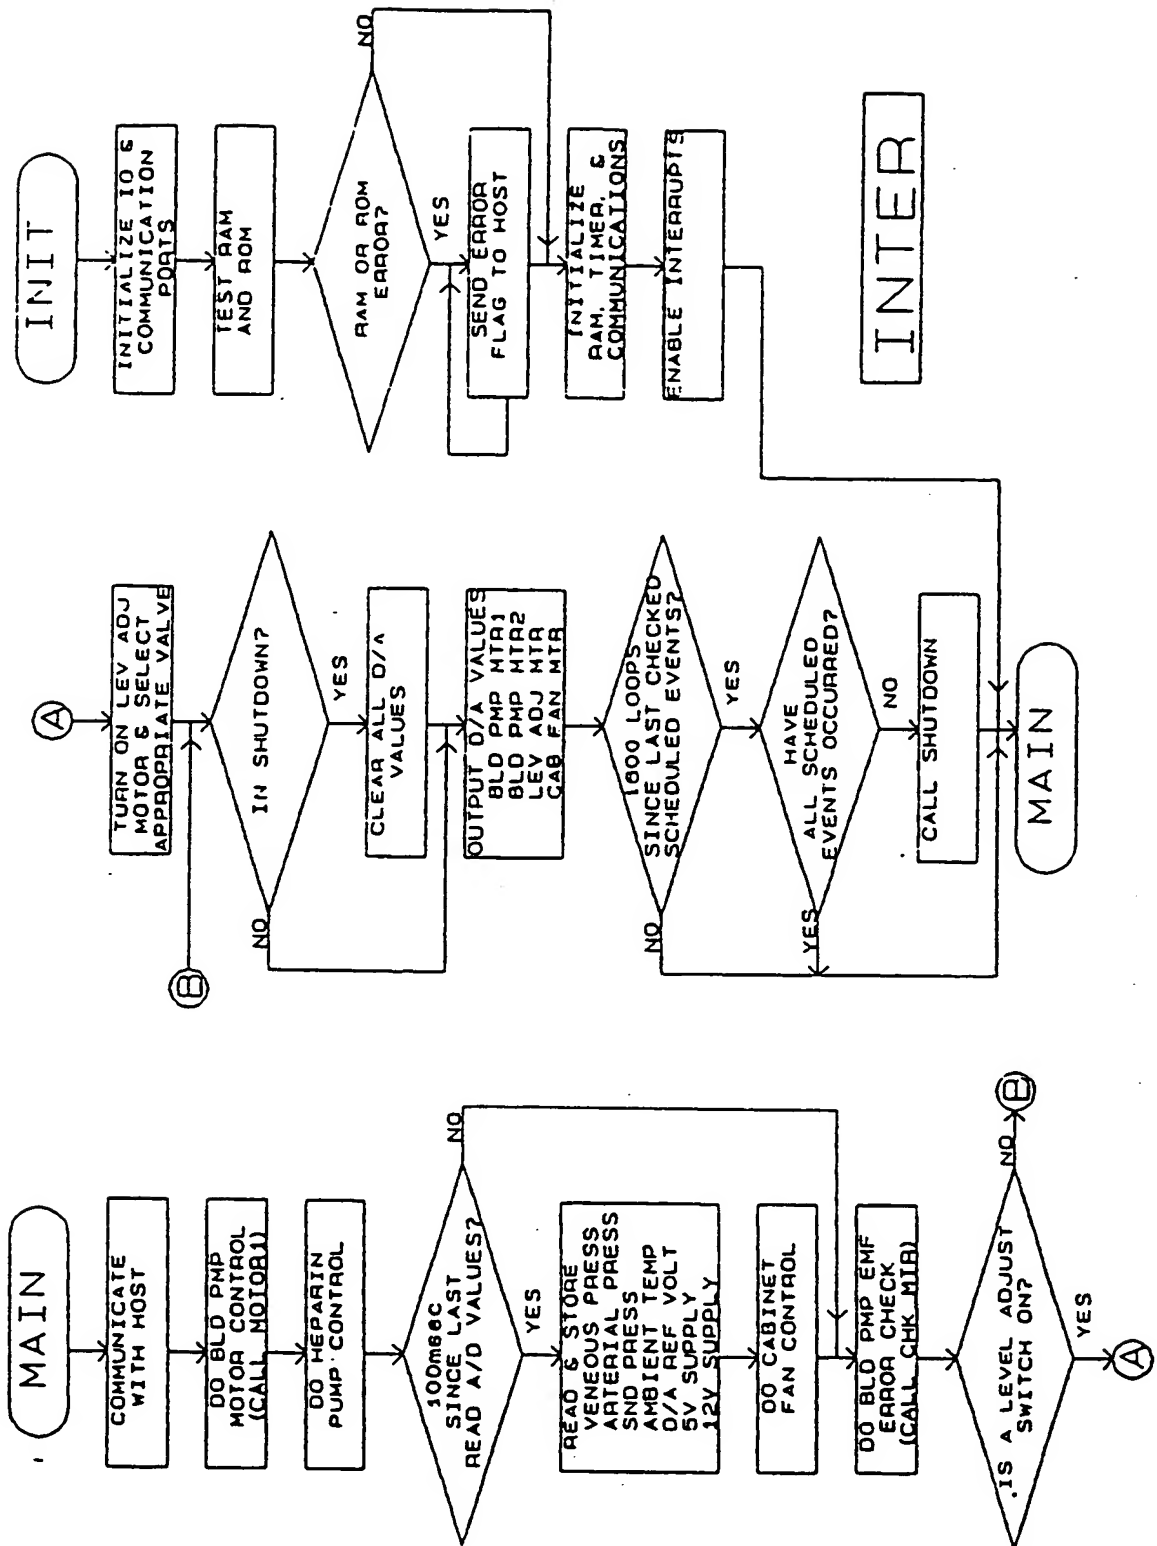 MAIN
COMMUNICATE
WITH HOST
DO BLD PMP
MOTOR CONTROL
(CALL MOTOR1)
DO HEPARIN
PUMP CONTROL
100mSEC
SINCE LAST
READ A/D VALUES?
NO
YES
READ & STORE
VENEOUS PRESS
ARTERIAL PRESS
SND PRESS
AMBIENT TEMP
D/A REF VOLT
5V SUPPLY
12V SUPPLY
DO CABINET
FAN CONTROL
DO BLD PMP EMF
ERROR CHECK
(CALL CHK MTR)
IS A LEVEL ADJUST
SWITCH ON?
NO
B
YES
A
A
TURN ON LEV ADJ
MOTOR & SELECT
APPROPRIATE VALVE
B
IN SHUTDOWN?
NO
YES
CLEAR ALL D/A
VALUES
OUTPUT D/A VALUES
BLD PMP MTR1
BLD PMP MTR2
LEV ADJ MTR
CAB FAN MTR
1800 LOOPS
SINCE LAST CHECKED
SCHEDULED EVENTS?
NO
YES
HAVE
ALL SCHEDULED
EVENTS OCCURRED?
YES
NO
CALL SHUTDOWN
MAIN
INIT
INITIALIZE IO &
COMMUNICATION
PORTS
TEST RAM
AND ROM
RAM OR ROM
ERROR?
NO
YES
SEND ERROR
FLAG TO HOST
INITIALIZE
RAM, TIMER, &
COMMUNICATIONS
ENABLE INTERRUPTS
INTER